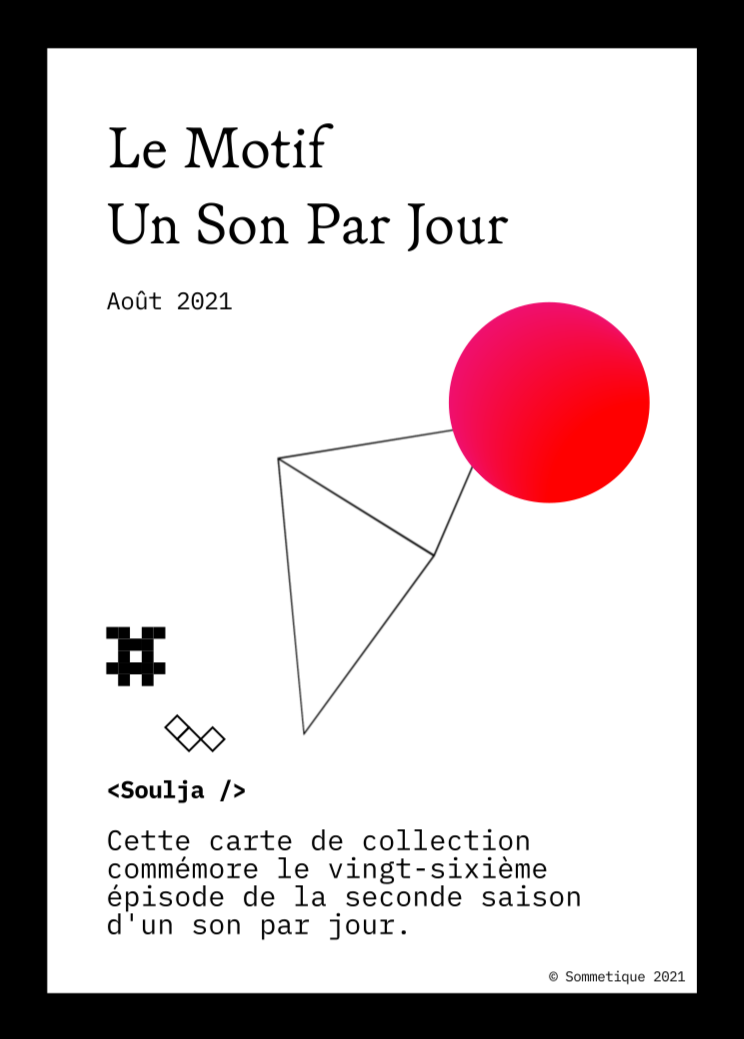 Le Motif
Un Son Par Jour
Août 2021
<Soulja />
Cette carte de collection
commémore le vingt-sixième
épisode de la seconde saison
d'un son par jour.
© Sommetique 2021